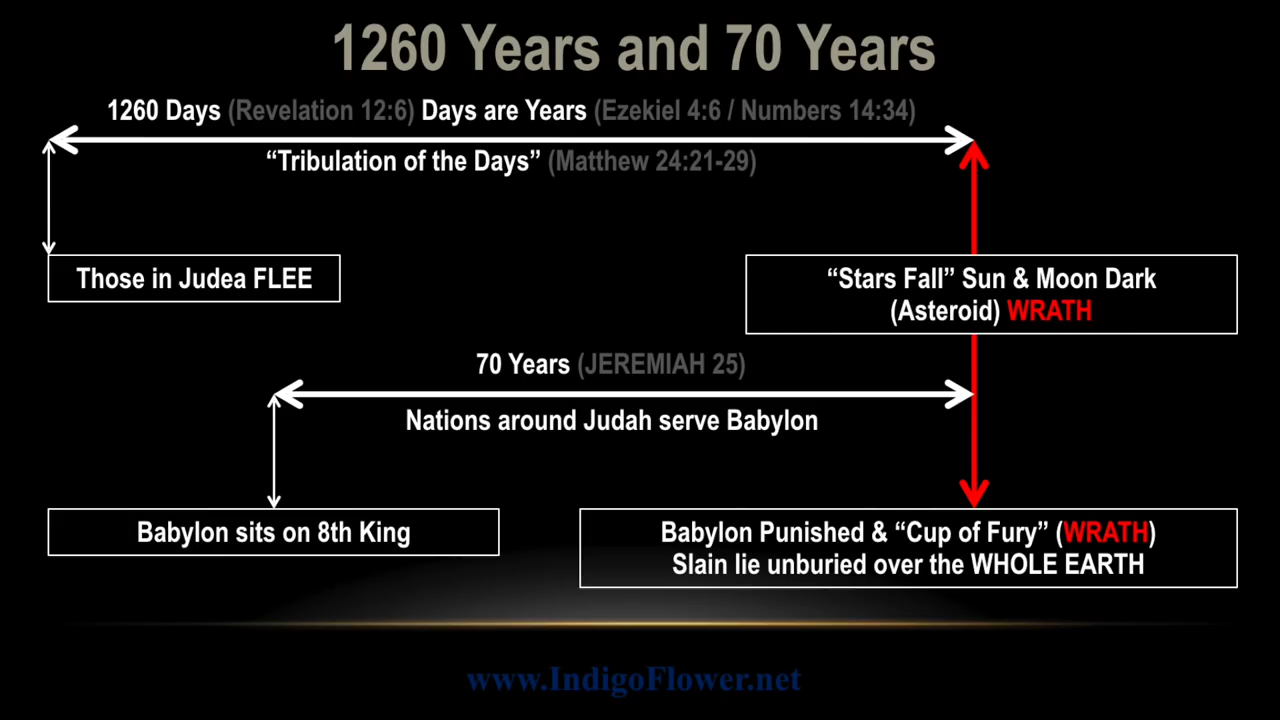 1260 Years and 70 Years
1260 Days (Revelation 12:6) Days are Years (Ezekiel 4:6 / Numbers 14:34)
“Tribulation of the Days” (Matthew 24:21-29)
Those in Judea FLEE
“Stars Fall” Sun & Moon Dark
(Asteroid) WRATH
70 Years (JEREMIAH 25)
Nations around Judah serve Babylon
Babylon sits on 8th King
Babylon Punished & “Cup of Fury” (WRATH)
Slain lie unburied over the WHOLE EARTH
www.IndigoFlower.net